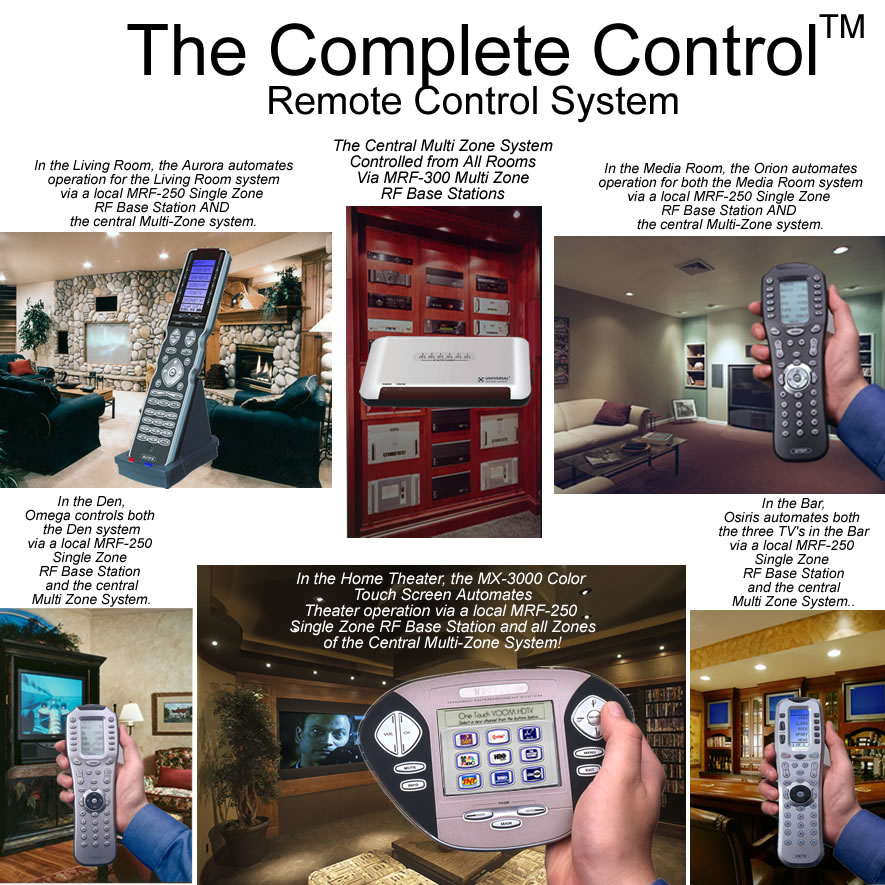 The Complete Control™
Remote Control System
In the Living Room, the Aurora automates
operation for the Living Room system
via a local MRF-250 Single Zone
RF Base Station AND
the central Multi-Zone system.
The Central Multi Zone System
Controlled from All Rooms
Via MRF-300 Multi Zone
RF Base Stations
In the Media Room, the Orion automates
operation for both the Media Room system
via a local MRF-250 Single Zone
RF Base Station AND
the central Multi-Zone system.
UNIVERSAL
In the Den,
Omega controls both
the Den system
via a local MRF-250
Single Zone
RF Base Station
and the central
Multi Zone System.
In the Home Theater, the MX-3000 Color
Touch Screen Automates
Theater operation via a local MRF-250
Single Zone RF Base Station and all Zones
of the Central Multi-Zone System!
In the Bar,
Osiris automates both
the three TV's in the Bar
via a local MRF-250
Single Zone
RF Base Station
and the central
Multi Zone System..
One Touch VOOM HDTV
VOL
CH
MUTE
INFO
MENU
EXIT
PAGE
MAIN